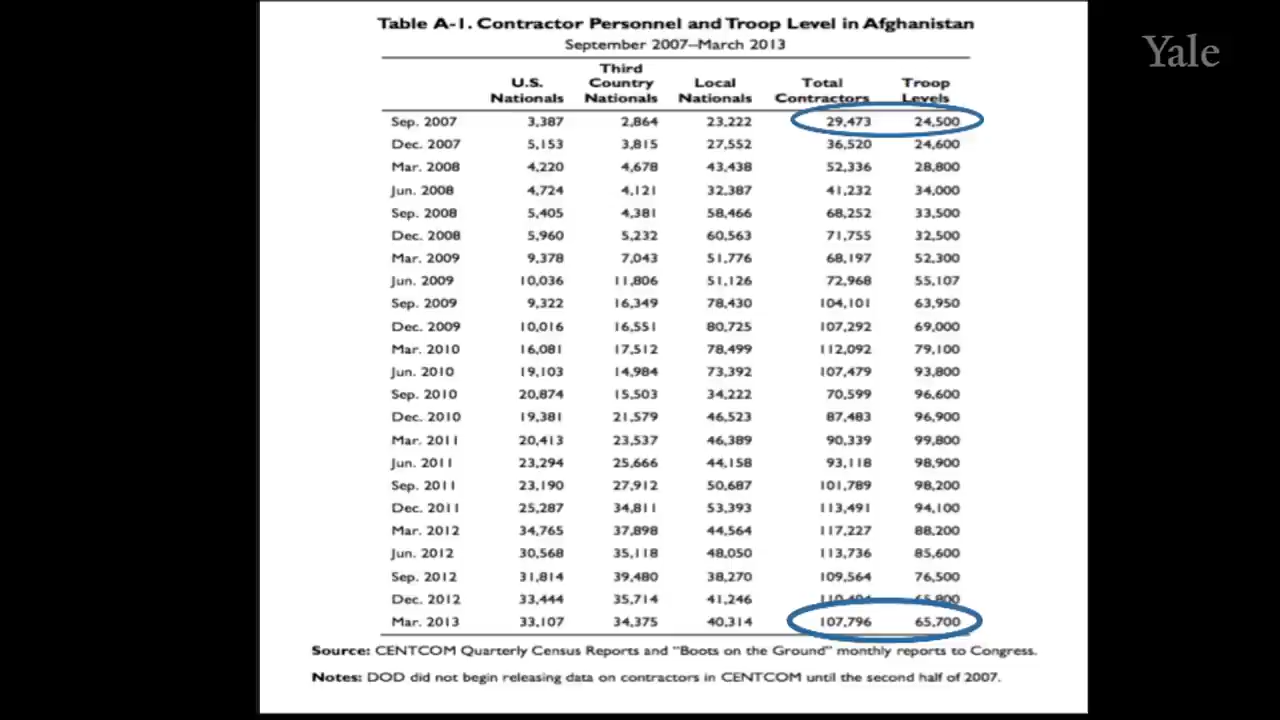 Table A-1. Contractor Personnel and Troop Level in Afghanistan
September 2007–March 2013
Yale
U.S. Nationals Third Country Nationals Local Nationals Total Contractors Troop Levels
Sep. 2007 3,387 2,864 23,222 29,473 24,500
Dec. 2007 5,153 3,815 27,552 36,520 24,600
Mar. 2008 4,220 4,678 43,438 52,336 28,800
Jun. 2008 4,724 4,121 32,387 41,232 34,000
Sep. 2008 5,405 4,381 58,466 68,252 33,500
Dec. 2008 5,960 5,232 60,563 71,755 32,500
Mar. 2009 9,378 7,043 51,776 68,197 52,300
Jun. 2009 10,036 11,806 51,126 72,968 55,107
Sep. 2009 9,322 16,349 78,430 104,101 63,950
Dec. 2009 10,016 16,551 80,725 107,292 69,000
Mar. 2010 16,081 17,512 78,499 112,092 79,100
Jun. 2010 19,103 14,984 73,392 107,479 93,800
Sep. 2010 20,874 15,503 34,222 70,599 96,600
Dec. 2010 19,381 21,579 46,523 87,483 96,900
Mar. 2011 20,413 23,537 46,389 90,339 99,800
Jun. 2011 23,294 25,666 44,158 93,118 98,900
Sep. 2011 23,190 27,912 50,687 101,789 98,200
Dec. 2011 25,287 34,811 53,393 113,491 94,100
Mar. 2012 34,765 37,898 44,564 117,227 88,200
Jun. 2012 30,568 35,118 48,050 113,736 85,600
Sep. 2012 31,814 39,480 38,270 109,564 76,500
Dec. 2012 33,444 35,714 41,246 110,404 65,800
Mar. 2013 33,107 34,375 40,314 107,796 65,700
Source: CENTCOM Quarterly Census Reports and "Boots on the Ground" monthly reports to Congress.
Notes: DOD did not begin releasing data on contractors in CENTCOM until the second half of 2007.